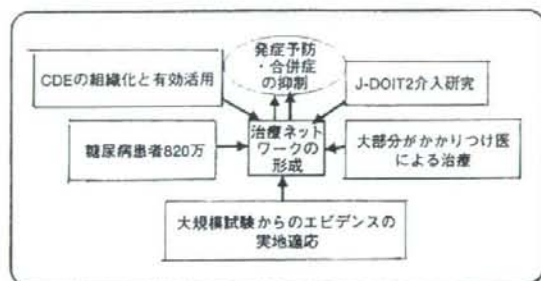 発症予防
・合併症
の抑制
CDEの組織化と有効活用
J-DOIT2介入研究
糖尿病患者820万
治療ネット
ワークの
形成
大部分がかかりつけ医
による治療
大規模試験からのエビデンスの
実地適応